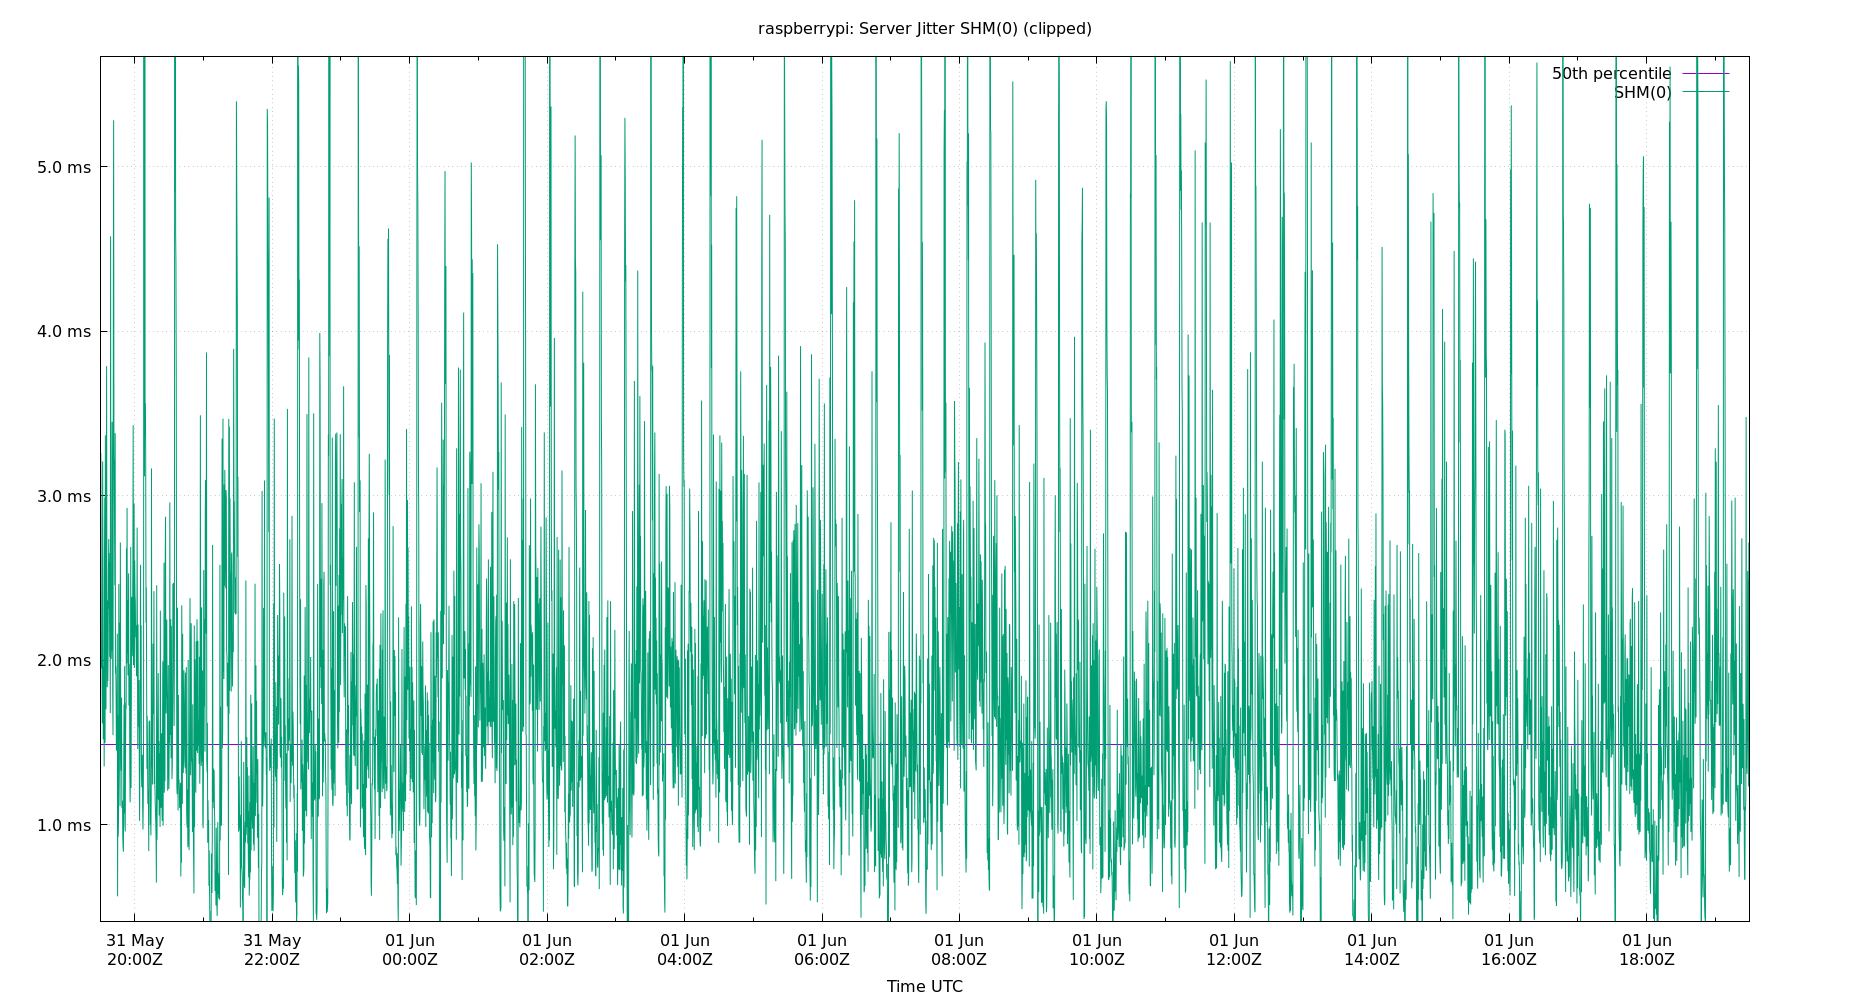 raspberrypi: Server Jitter SHM(0) (clipped)
50th percentile
SHM(0)
5.0 ms
4.0 ms
3.0 ms
2.0 ms
1.0 ms
31 May 31 May 01 Jun 01 Jun 01 Jun 01 Jun 01 Jun 01 Jun 01 Jun 01 Jun 01 Jun 01 Jun
20:00Z 22:00Z 00:00Z 02:00Z 04:00Z 06:00Z 08:00Z 10:00Z 12:00Z 14:00Z 16:00Z 18:00Z
Time UTC